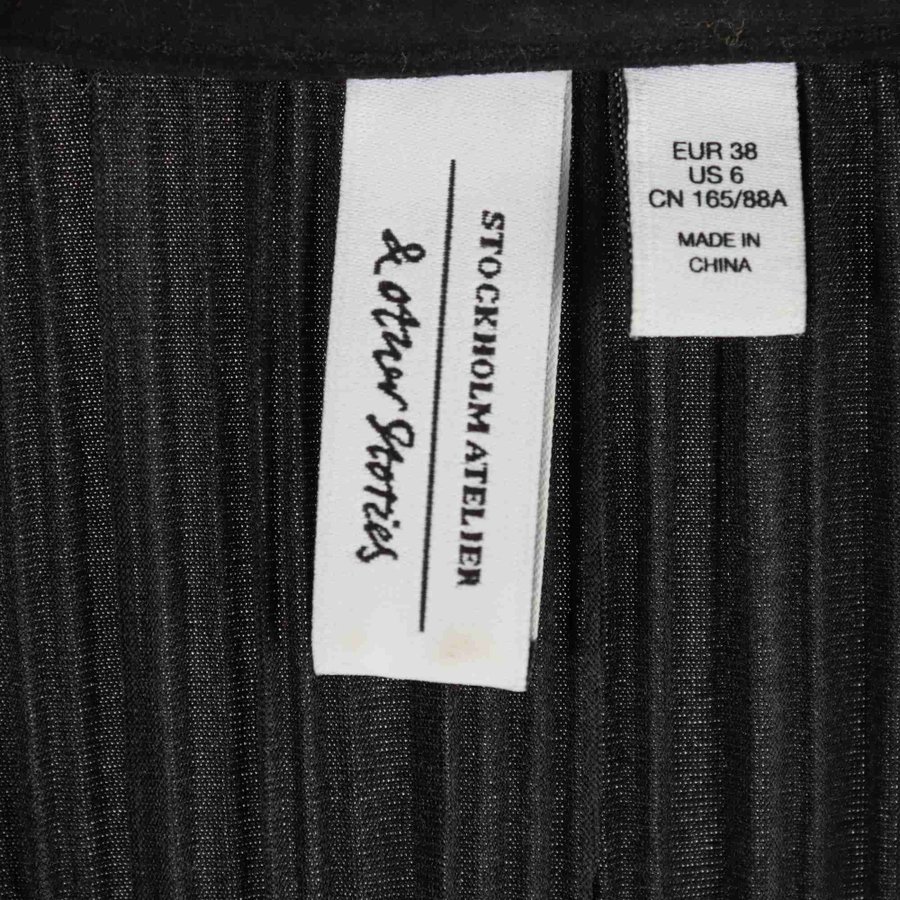 & other Stories
STOCKHOLM ATELIER
EUR 38
US 6
CN 165/88A
MADE IN
CHINA